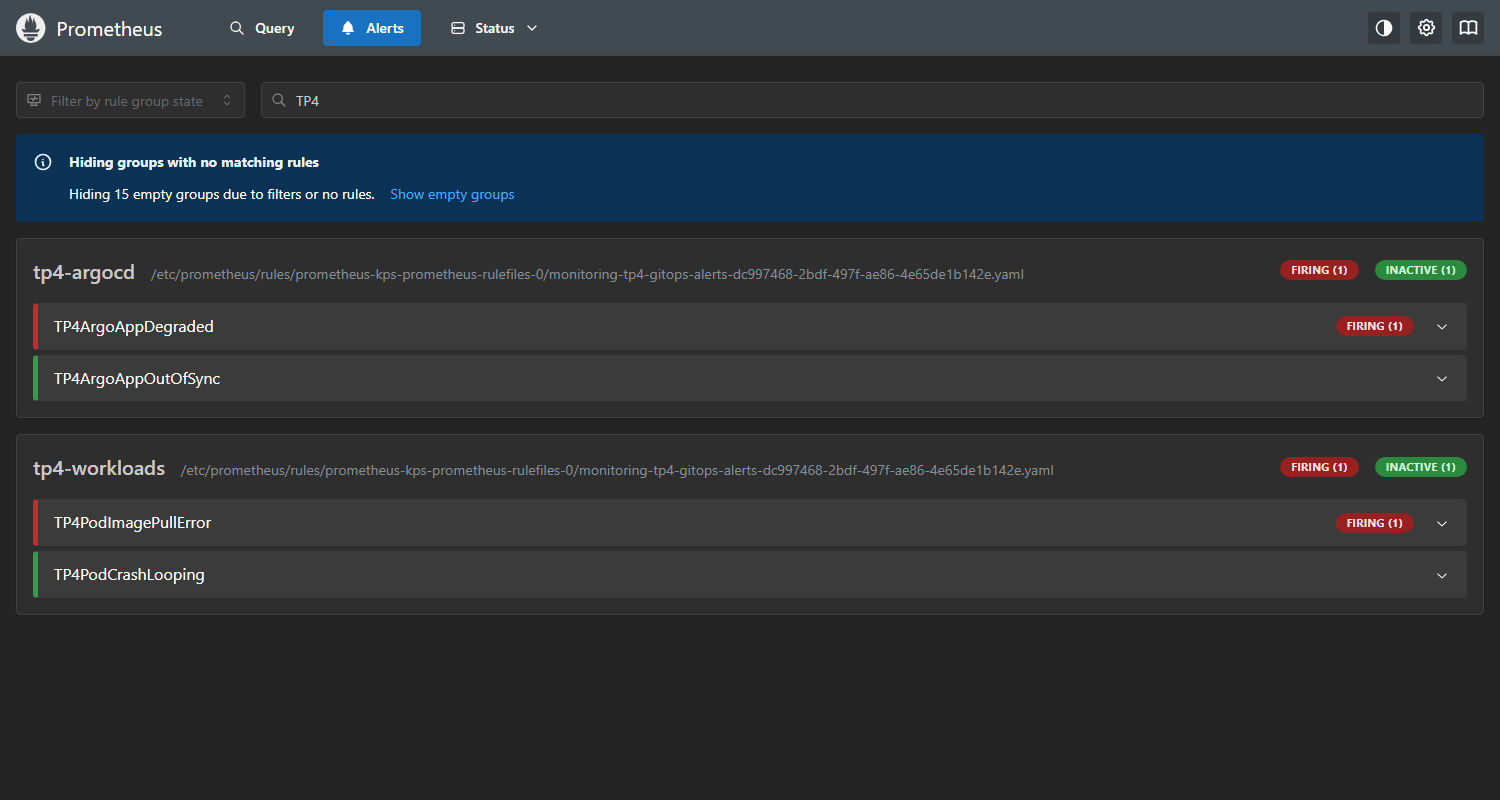 Prometheus
Query
Alerts
Status
Filter by rule group state
TP4
Hiding groups with no matching rules
Hiding 15 empty groups due to filters or no rules. Show empty groups
tp4-argocd /etc/prometheus/rules/prometheus-kps-prometheus-rulefiles-0/monitoring-tp4-gitops-alerts-dc997468-2bdf-497f-ae86-4e65de1b142e.yaml FIRING (1) INACTIVE (1)
TP4ArgoAppDegraded FIRING (1)
TP4ArgoAppOutOfSync
tp4-workloads /etc/prometheus/rules/prometheus-kps-prometheus-rulefiles-0/monitoring-tp4-gitops-alerts-dc997468-2bdf-497f-ae86-4e65de1b142e.yaml FIRING (1) INACTIVE (1)
TP4PodImagePullError FIRING (1)
TP4PodCrashLooping